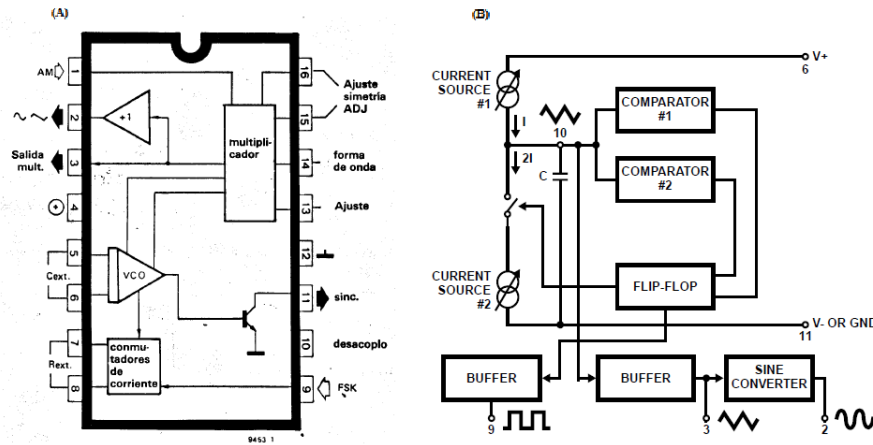 (A)
AM
1
2
Salida
mult.
3
4
5
Cext.
6
7
Rext.
8
+1
multipli-
cador
VCO
conmu-
tadores
de
corriente
16
Ajuste
simetría
ADJ
15
14
forma
de onda
13
Ajuste
12
11
sinc.
10
desacoplo
9
FSK
9453 1
(B)
V+
6
CURRENT
SOURCE
#1
I
10
2I
C
COMPARATOR
#1
COMPARATOR
#2
CURRENT
SOURCE
#2
FLIP-FLOP
V- OR GND
11
BUFFER
BUFFER
SINE
CONVERTER
9
3
2